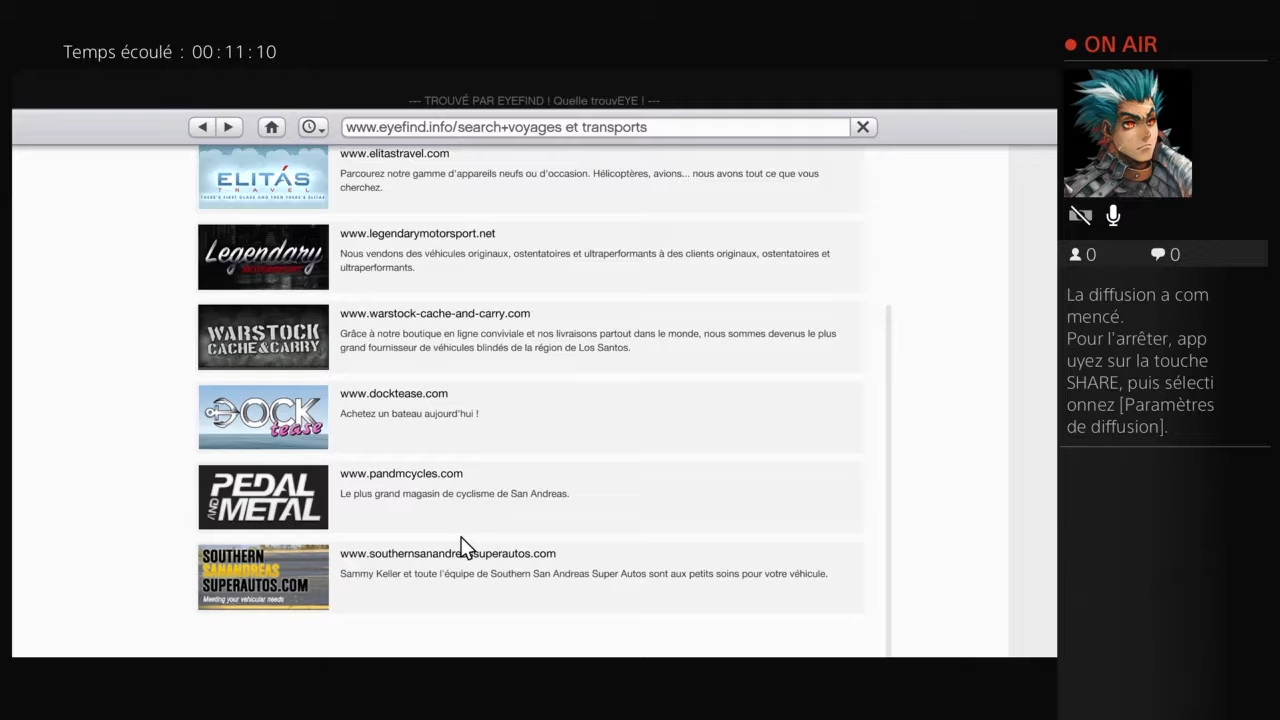 Temps écoulé : 00:11:10
ON AIR
--- TROUVÉ PAR EYEFIND ! Quelle trouvEYE ! ---
www.eyefind.info/search+voyages et transports
ELITÁS
TRAVEL
THERE'S FIRST CLASS AND THEN THERE'S ELITAS
www.elitastravel.com
Parcourez notre gamme d'appareils neufs ou d'occasion. Hélicoptères, avions... nous avons tout ce que vous
cherchez.
Legendary
MOTORSPORT
www.legendarymotorsport.net
Nous vendons des véhicules originaux, ostentatoires et ultraperformants à des clients originaux, ostentatoires et
ultraperformants.
WARSTOCK
CACHE&CARRY
www.warstock-cache-and-carry.com
Grâce à notre boutique en ligne conviviale et nos livraisons partout dans le monde, nous sommes devenus le plus
grand fournisseur de véhicules blindés de la région de Los Santos.
DOCK
tease
www.docktease.com
Achetez un bateau aujourd'hui !
PEDAL
AND METAL
www.pandmcycles.com
Le plus grand magasin de cyclisme de San Andreas.
SOUTHERN
SANANDREAS
SUPERAUTOS.COM
Meeting your vehicular needs
www.southernsanandreassuperautos.com
Sammy Keller et toute l'équipe de Southern San Andreas Super Autos sont aux petits soins pour votre véhicule.
0
0
La diffusion a com
mencé.
Pour l'arrêter, app
uyez sur la touche
SHARE, puis sélecti
onnez [Paramètres
de diffusion].